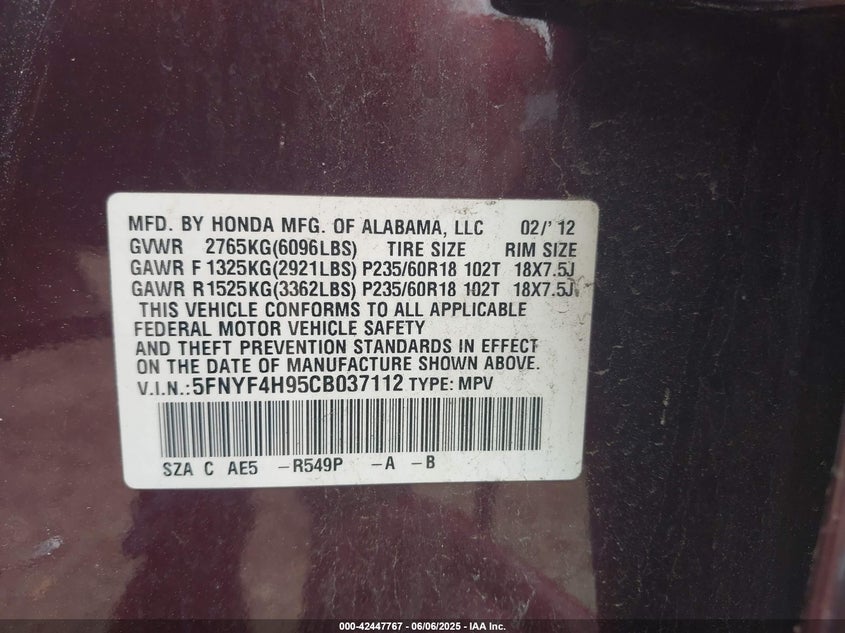 MFD. BY HONDA MFG. OF ALABAMA, LLC 02/'12
GVWR 2765KG(6096LBS) TIRE SIZE RIM SIZE
GAWR F 1325KG(2921LBS) P235/60R18 102T 18X7.5J
GAWR R 1525KG(3362LBS) P235/60R18 102T 18X7.5J
THIS VEHICLE CONFORMS TO ALL APPLICABLE
FEDERAL MOTOR VEHICLE SAFETY
AND THEFT PREVENTION STANDARDS IN EFFECT
ON THE DATE OF MANUFACTURE SHOWN ABOVE.
V.I.N.:5FNYF4H95CB037112 TYPE: MPV
SZA C AE5 -R549P -A -B
000-42447767 - 06/06/2025 - IAA Inc.